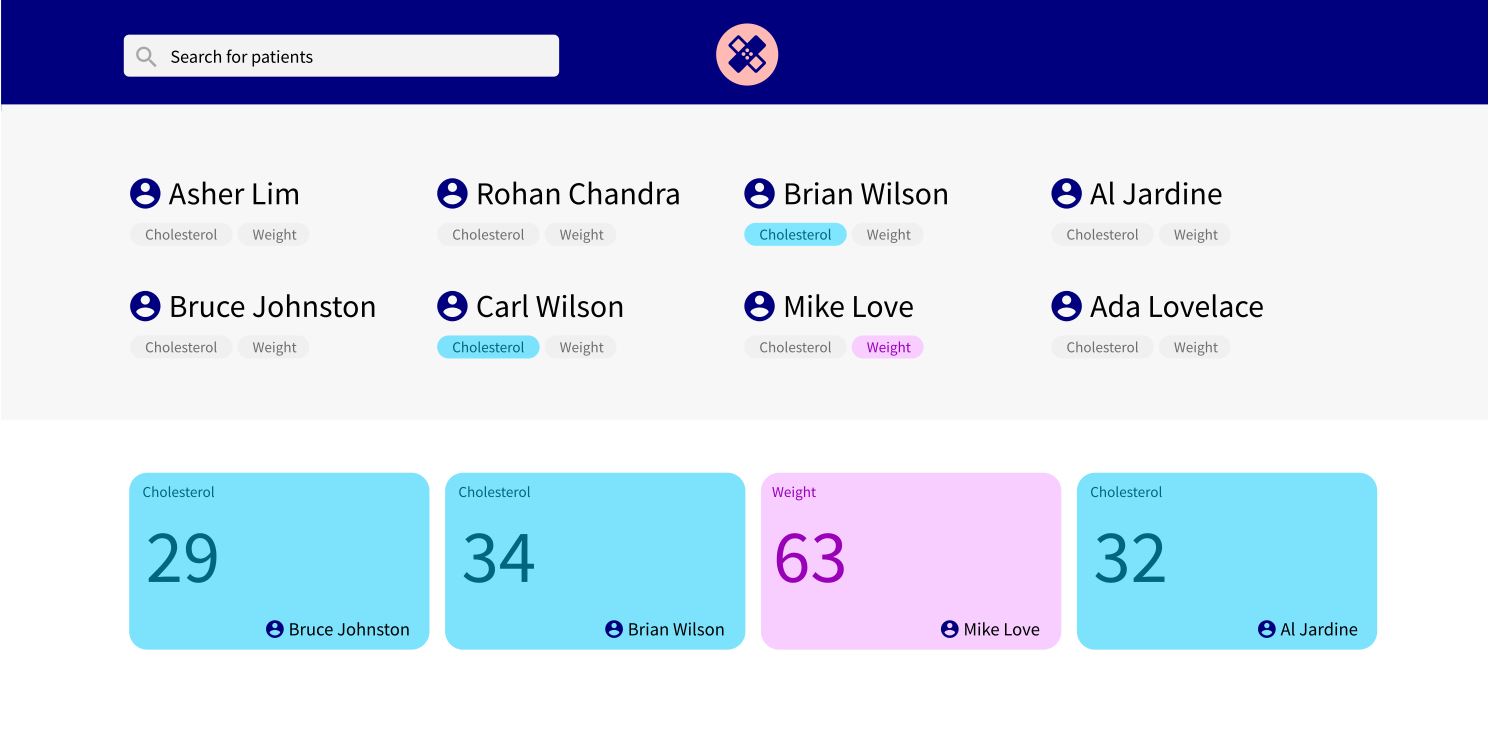 Search for patients
Asher Lim Rohan Chandra Brian Wilson Al Jardine
Cholesterol Weight Cholesterol Weight Cholesterol Weight Cholesterol Weight
Bruce Johnston Carl Wilson Mike Love Ada Lovelace
Cholesterol Weight Cholesterol Weight Cholesterol Weight Cholesterol Weight
Cholesterol Cholesterol Weight Cholesterol
29 34 63 32
Bruce Johnston Brian Wilson Mike Love Al Jardine